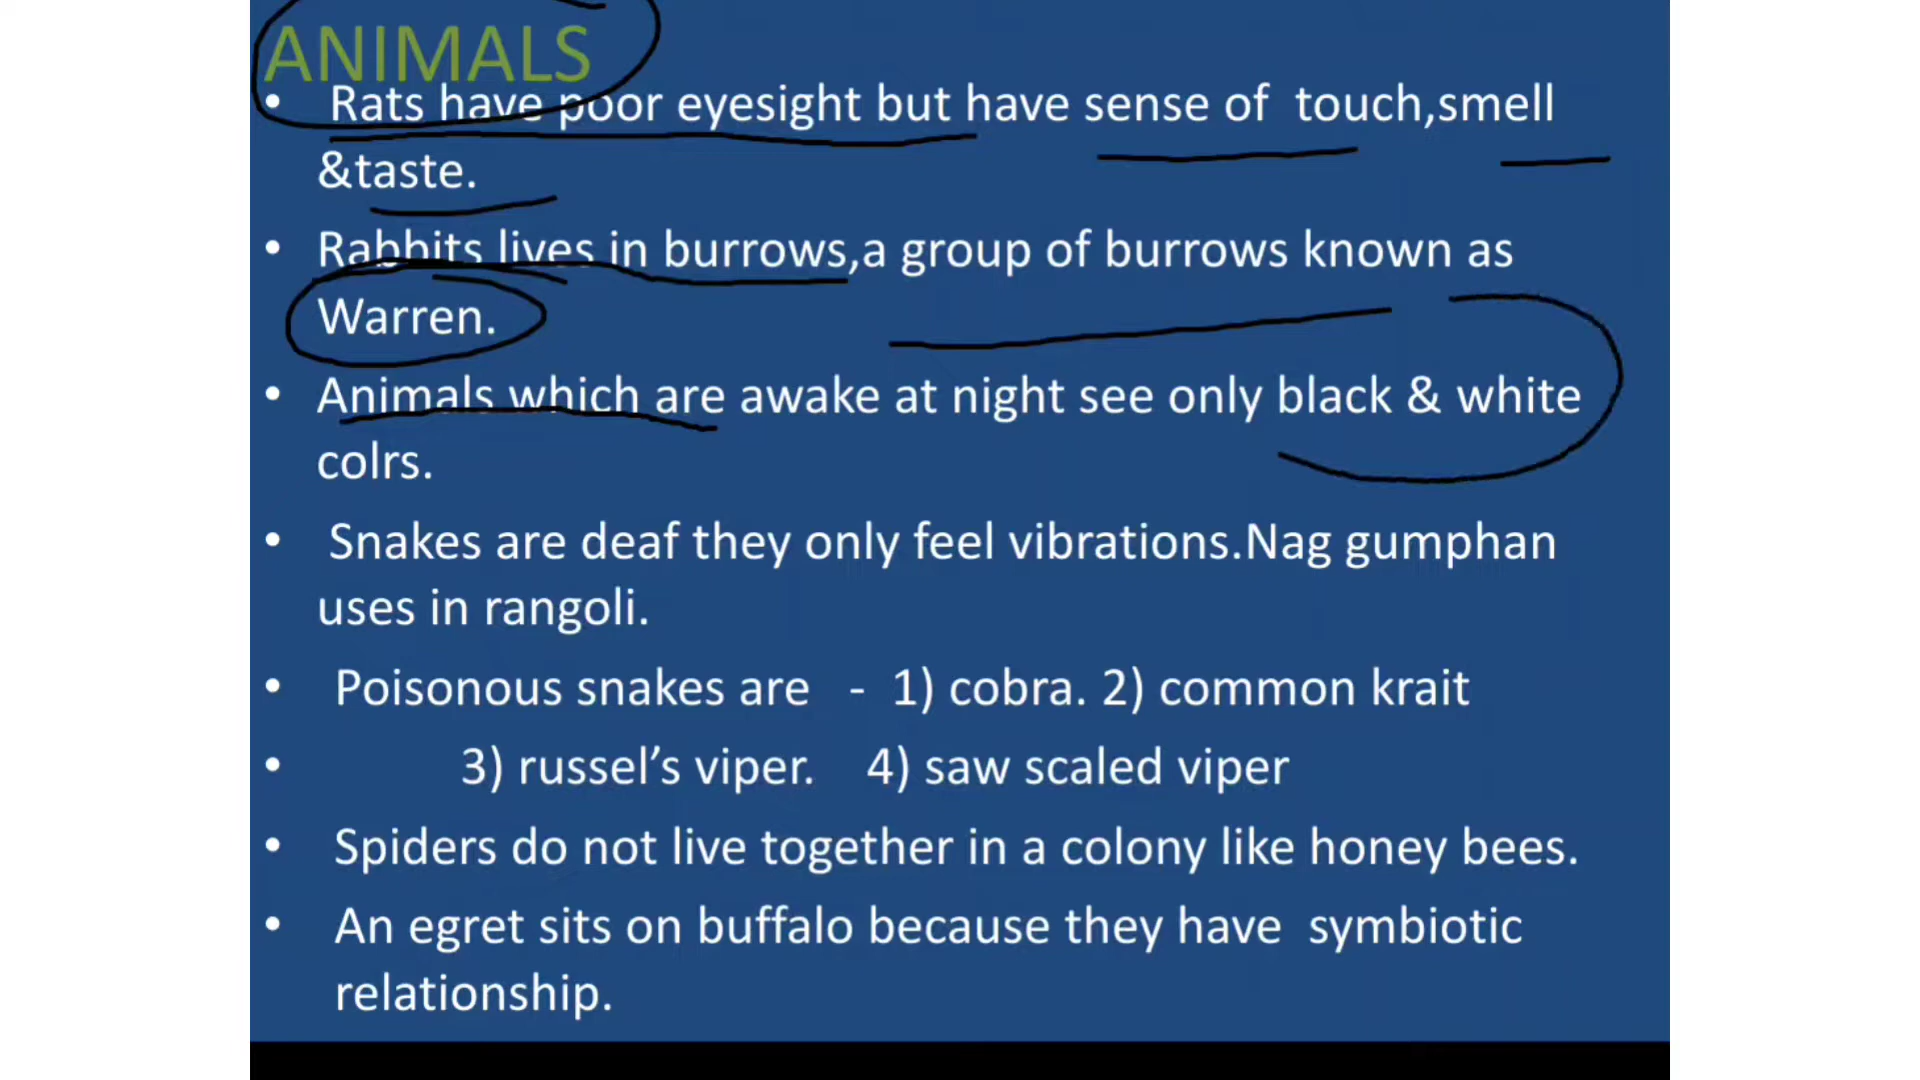 ANIMALS
• Rats have poor eyesight but have sense of touch,smell
&taste.
• Rabbits lives in burrows,a group of burrows known as
Warren.
• Animals which are awake at night see only black & white
colrs.
• Snakes are deaf they only feel vibrations.Nag gumphan
uses in rangoli.
• Poisonous snakes are - 1) cobra. 2) common krait
• 3) russel’s viper. 4) saw scaled viper
• Spiders do not live together in a colony like honey bees.
• An egret sits on buffalo because they have symbiotic
relationship.